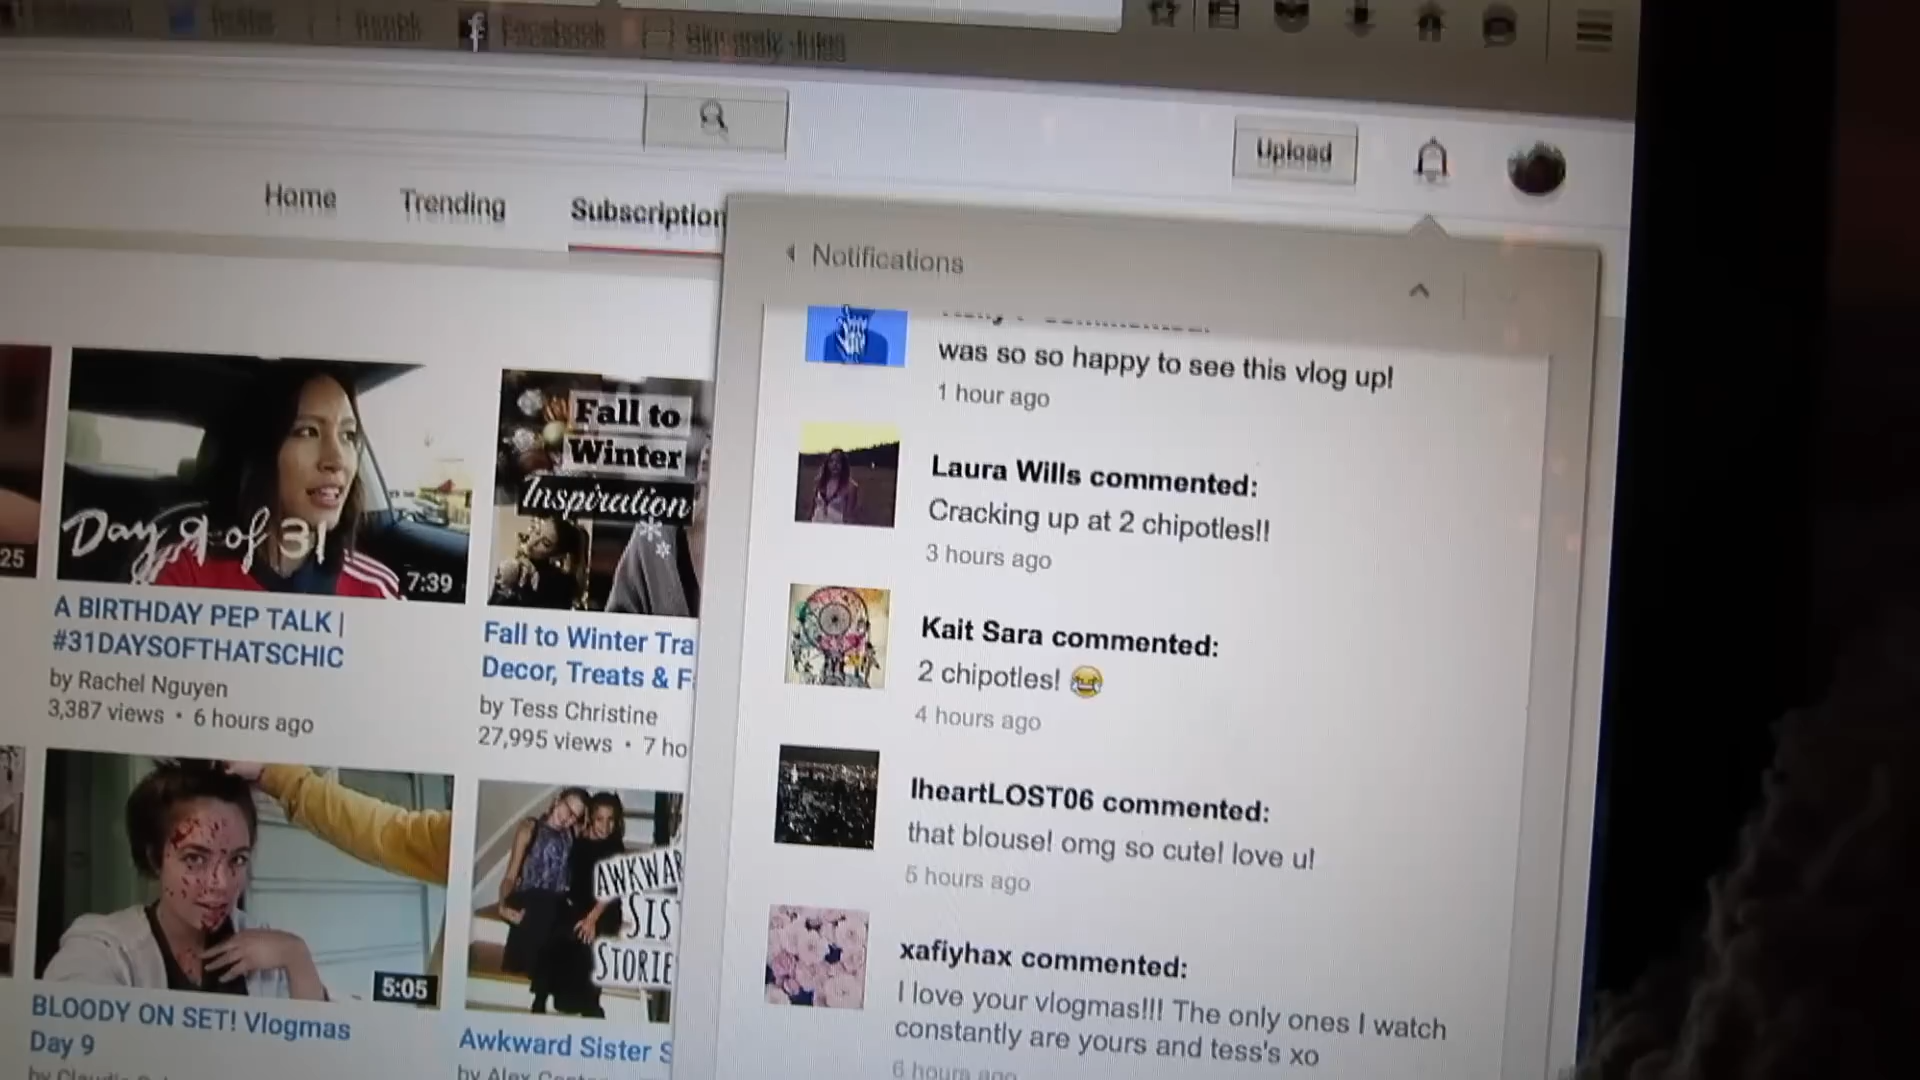 Facebook
Upload
Home
Trending
Subscription
Notifications
was so so happy to see this vlog up!
1 hour ago
Laura Wills commented:
Cracking up at 2 chipotles!!
3 hours ago
Kait Sara commented:
2 chipotles! 😂
4 hours ago
IheartLOST06 commented:
that blouse! omg so cute! love u!
5 hours ago
xafiyhax commented:
I love your vlogmas!!! The only ones I watch
constantly are yours and tess's xo
6 hours ago
25
Day 9 of 31
7:39
A BIRTHDAY PEP TALK |
#31DAYSOFTHATSCHIC
by Rachel Nguyen
3,387 views • 6 hours ago
Fall to
Winter
Inspiration
Fall to Winter Tra
Decor, Treats & F
by Tess Christine
27,995 views • 7 ho
5:05
BLOODY ON SET! Vlogmas
Day 9
AWKWAR
SIS
STORIE
Awkward Sister S